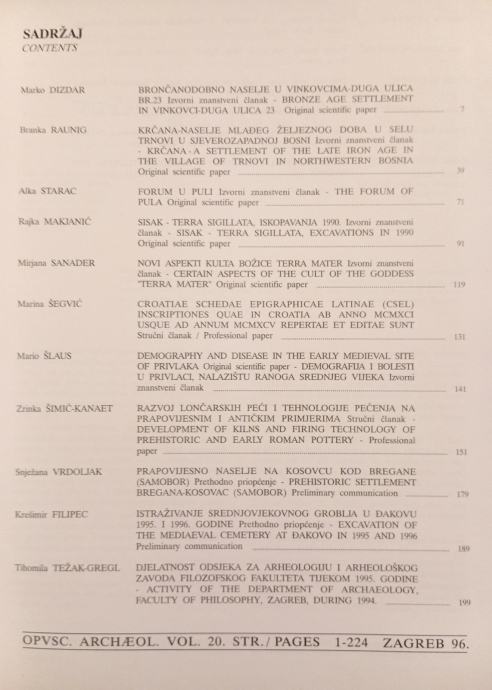 SADRŽAJ
CONTENTS
Marko DIZDAR BRONČANODOBNO NASELJE U VINKOVCIMA-DUGA ULICA
BR.23 Izvorni znanstveni članak - BRONZE AGE SETTLEMENT
IN VINKOVCI-DUGA ULICA 23 Original scientific paper 7
Branka RAUNIG KRČANA-NASELJE MLAĐEG ŽELJEZNOG DOBA U SELU
TRNOVI U SJEVEROZAPADNOJ BOSNI Izvorni znanstveni članak
- KRČANA - A SETTLEMENT OF THE LATE IRON AGE IN
THE VILLAGE OF TRNOVI IN NORTHWESTERN BOSNIA
Original scientific paper 39
Alka STARAC FORUM U PULI Izvorni znanstveni članak - THE FORUM OF
PULA Original scientific paper 71
Rajka MAKJANIĆ SISAK - TERRA SIGILLATA, ISKOPAVANJA 1990. Izvorni znanstveni
članak - SISAK - TERRA SIGILLATA, EXCAVATIONS IN 1990
Original scientific paper 91
Mirjana SANADER NOVI ASPEKTI KULTA BOŽICE TERRA MATER Izvorni znanstveni
članak - CERTAIN ASPECTS OF THE CULT OF THE GODDESS
"TERRA MATER" Original scientific paper 119
Marina ŠEGVIĆ CROATIAE SCHEDAE EPIGRAPHICAE LATINAE (CSEL)
INSCRIPTIONES QUAE IN CROATIA AB ANNO MCMXCI
USQUE AD ANNUM MCMXCV REPERTAE ET EDITAE SUNT
Stručni članak / Professional paper 131
Mario ŠLAUS DEMOGRAPHY AND DISEASE IN THE EARLY MEDIEVAL SITE
OF PRIVLAKA Original scientific paper - DEMOGRAFIJA I BOLESTI
U PRIVLACI, NALAZIŠTU RANOGA SREDNJEG VIJEKA Izvorni
znanstveni članak 141
Zrinka ŠIMIĆ-KANAET RAZVOJ LONČARSKIH PEĆI I TEHNOLOGIJE PEČENJA NA
PRAPOVIJESNIM I ANTIČKIM PRIMJERIMA Stručni članak -
DEVELOPMENT OF KILNS AND FIRING TECHNOLOGY OF
PREHISTORIC AND EARLY ROMAN POTTERY - Professional
paper 151
Snježana VRDOLJAK PRAPOVIJESNO NASELJE NA KOSOVCU KOD BREGANE
(SAMOBOR) Prethodno priopćenje - PREHISTORIC SETTLEMENT
BREGANA-KOSOVAC (SAMOBOR) Preliminary communication 179
Krešimir FILIPEC ISTRAŽIVANJE SREDNJOVJEKOVNOG GROBLJA U ĐAKOVU
1995. I 1996. GODINE Prethodno priopćenje - EXCAVATION OF
THE MEDIAEVAL CEMETERY AT ĐAKOVO IN 1995 AND 1996
Preliminary communication 189
Tihomila TEŽAK-GREGL DJELATNOST ODSJEKA ZA ARHEOLOGIJU I ARHEOLOŠKOG
ZAVODA FILOZOFSKOG FAKULTETA TIJEKOM 1995. GODINE
- ACTIVITY OF THE DEPARTMENT OF ARCHAEOLOGY,
FACULTY OF PHILOSOPHY, ZAGREB, DURING 1994. 199
OPVSC. ARCHÆOL. VOL. 20. STR./PAGES 1-224 ZAGREB 96.